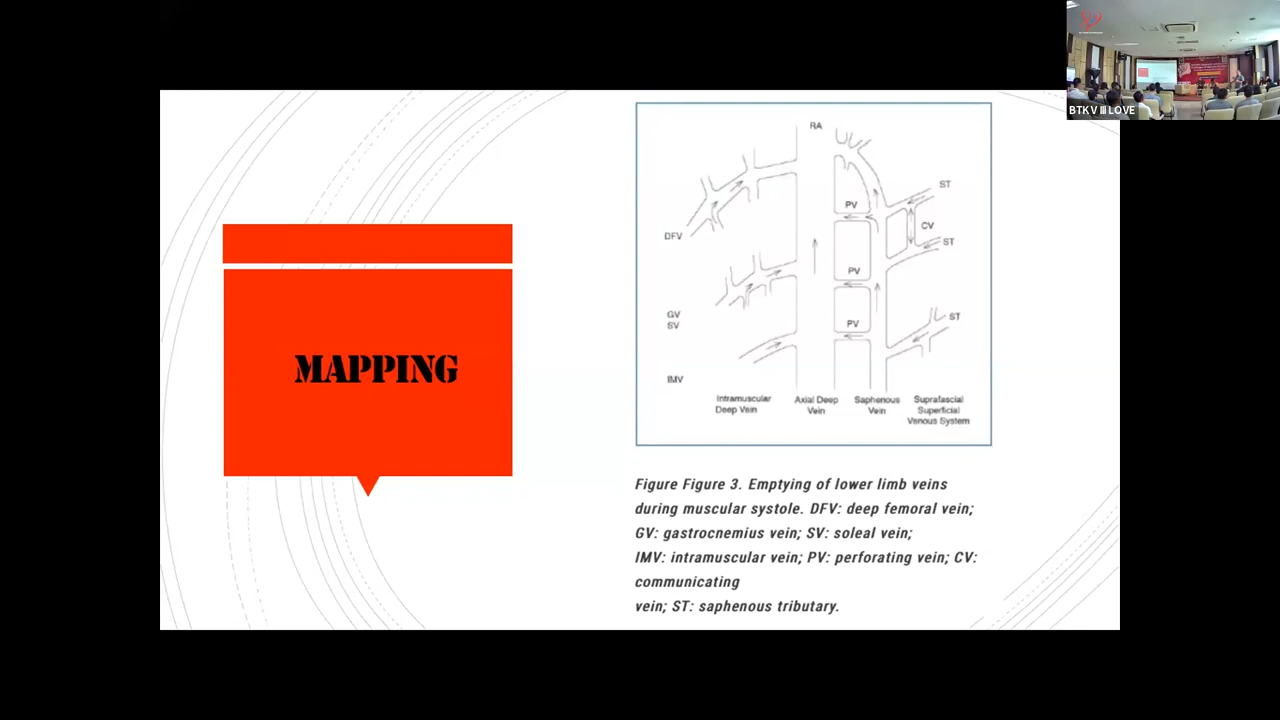 BTKV III LOVE
MAPPING
RA
ST
PV
CV
DFV
ST
PV
GV
SV
ST
PV
IMV
Intramuscular
Deep Vein
Axial Deep
Vein
Saphenous
Vein
Suprafascial
Superficial
Venous System
Figure Figure 3. Emptying of lower limb veins
during muscular systole. DFV: deep femoral vein;
GV: gastrocnemius vein; SV: soleal vein;
IMV: intramuscular vein; PV: perforating vein; CV:
communicating
vein; ST: saphenous tributary.